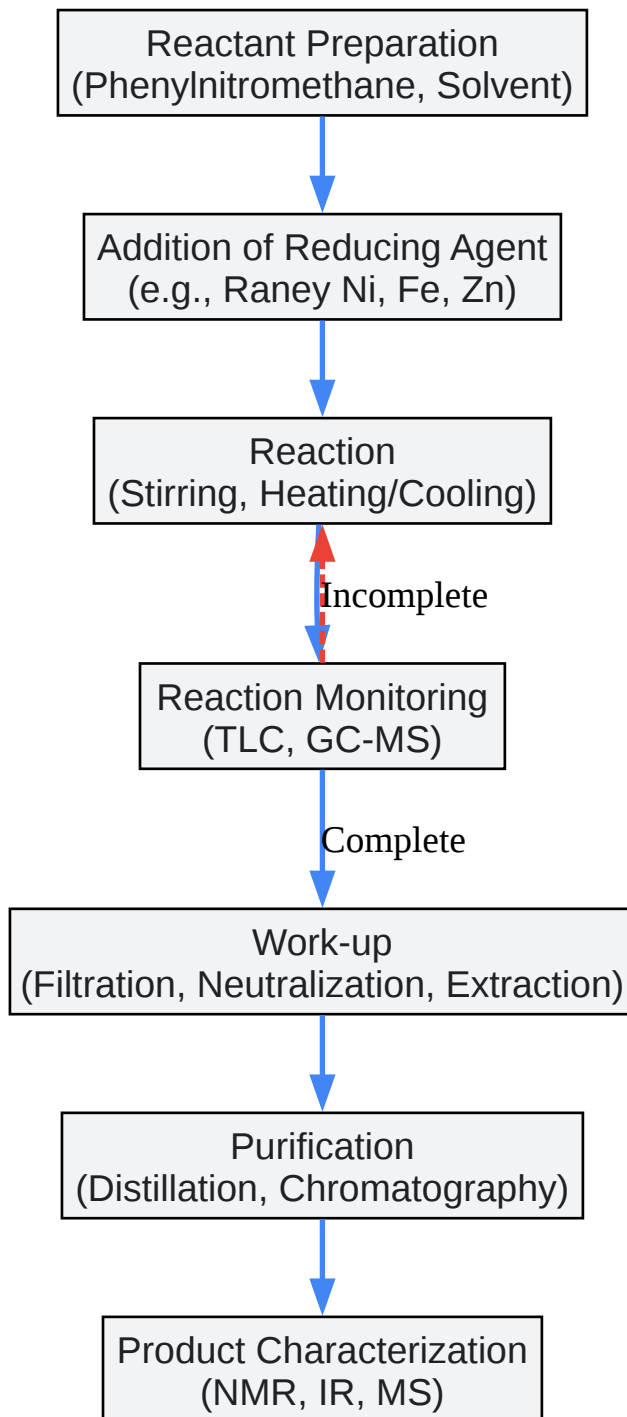 Reactant Preparation
(Phenylnitromethane, Solvent)
Addition of Reducing Agent
(e.g., Raney Ni, Fe, Zn)
Reaction
(Stirring, Heating/Cooling)
Incomplete
Reaction Monitoring
(TLC, GC-MS)
Complete
Work-up
(Filtration, Neutralization, Extraction)
Purification
(Distillation, Chromatography)
Product Characterization
(NMR, IR, MS)